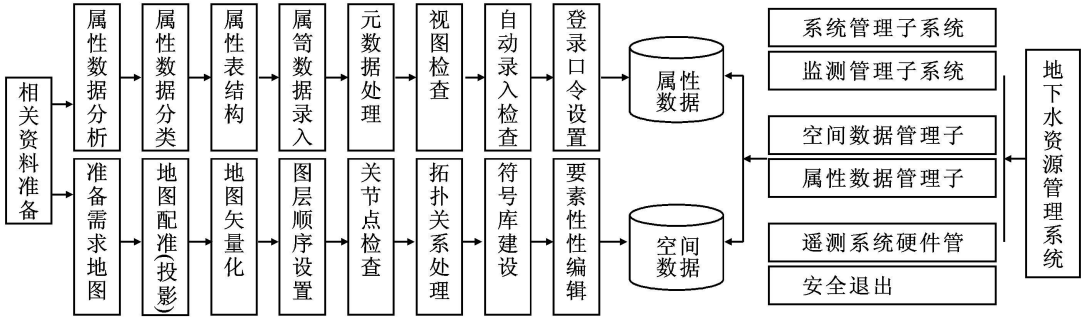 相关资料准备
属性数据分析
属性数据分类
属性表结构
属笥数据录入
元数据处理
视图检查
自动录入检查
登录口令设置
属性
数据
准备需求地图
地图配准(投影)
地图矢量化
图层顺序设置
关节点检查
拓扑关系处理
符号库建设
要素性性编辑
空间
数据
系统管理子系统
监测管理子系统
空间数据管理子
属性数据管理子
遥测系统硬件管
安全退出
地下水资源管理系统